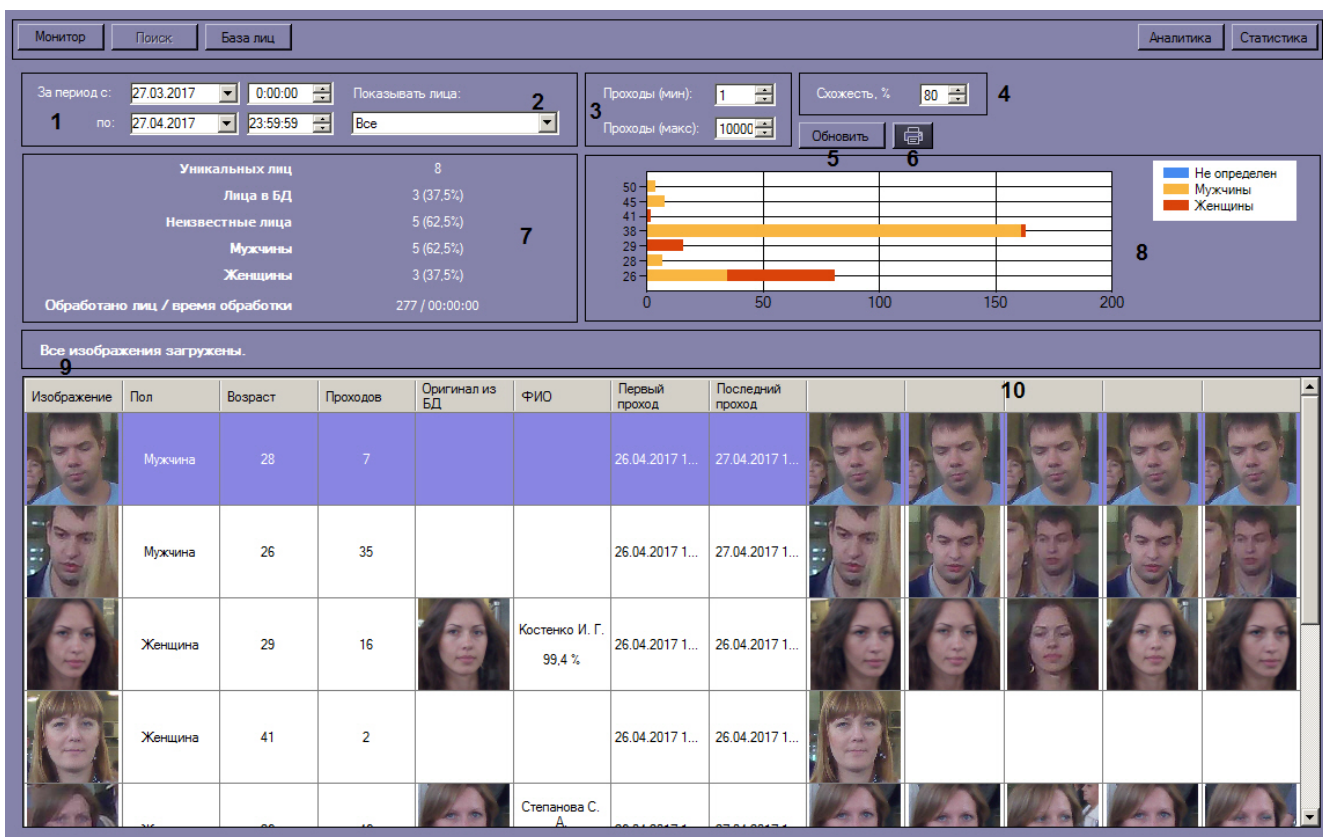 Монитор Поиск База лиц Аналитика Статистика
За период с: 27.03.2017 0:00:00 Показывать лица: 2 Проходы (мин): 1 Схожесть, % 80 4
1 по: 27.04.2017 23:59:59 Все 3 Проходы (макс): 10000 Обновить
5 6
Уникальных лиц 8
Лица в БД 3 (37,5%)
Неизвестные лица 5 (62,5%)
Мужчины 5 (62,5%)
Женщины 3 (37,5%)
Обработано лиц / время обработки 277 / 00:00:00
7
50
45
41
38
29
28
26
0 50 100 150 200
Не определен
Мужчины
Женщины
8
Все изображения загружены.
9 10
Изображение Пол Возраст Проходов Оригинал из БД ФИО Первый проход Последний проход
Мужчина 28 7 26.04.2017 1... 27.04.2017 1...
Мужчина 26 35 26.04.2017 1... 27.04.2017 1...
Женщина 29 16 Костенко И. Г. 99,4 % 26.04.2017 1... 26.04.2017 1...
Женщина 41 2 26.04.2017 1... 26.04.2017 1...
Степанова С. А.